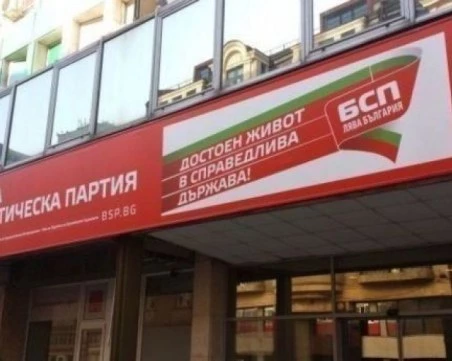 А
ТИЧЕСКА ПАРТИЯ
BSP.BG
ДОСТОЕН ЖИВОТ
В СПРАВЕДЛИВА
ДЪРЖАВА!
БСП
ЛЯВА БЪЛГАРИЯ